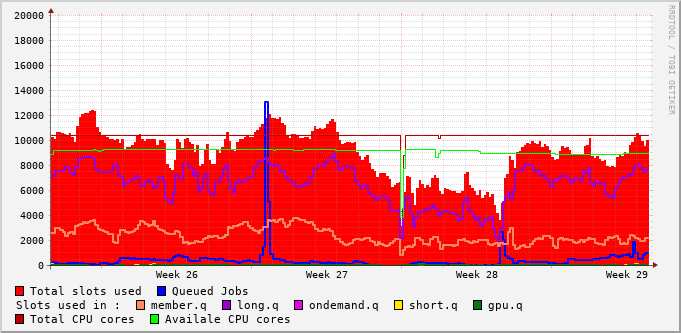 RRDTOOL / TOBI OETIKER
20000
18000
16000
14000
12000
10000
8000
6000
4000
2000
0
Week 26 Week 27 Week 28 Week 29
Total slots used Queued Jobs
Slots used in : member.q long.q ondemand.q short.q gpu.q
Total CPU cores Availale CPU cores